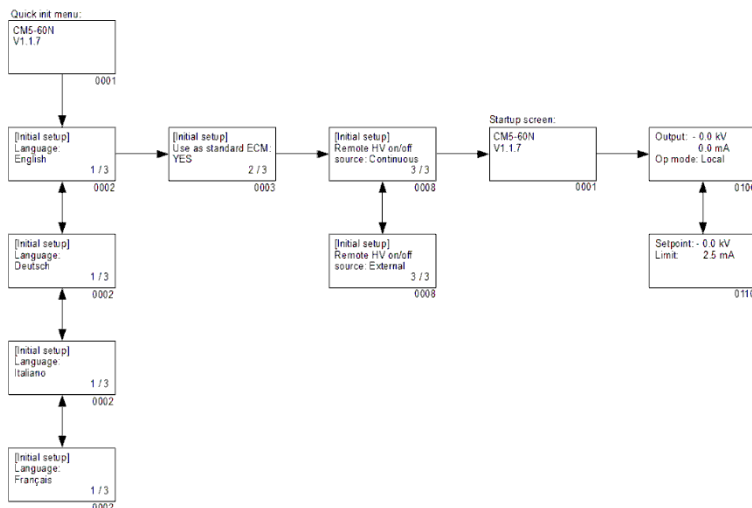 Quick init menu:
CM5-60N
V1.1.7
0001
[Initial setup]
Language:
English
1 / 3
0002
[Initial setup]
Use as standard ECM:
YES
2 / 3
0003
[Initial setup]
Remote HV on/off
source: Continuous
3 / 3
0008
Startup screen:
CM5-60N
V1.1.7
0001
Output: - 0.0 kV
0.0 mA
Op mode: Local
0100
[Initial setup]
Language:
Deutsch
1 / 3
0002
[Initial setup]
Remote HV on/off
source: External
3 / 3
0008
Setpoint: - 0.0 kV
Limit: 2.5 mA
0110
[Initial setup]
Language:
Italiano
1 / 3
0002
[Initial setup]
Language:
Français
1 / 3
0002